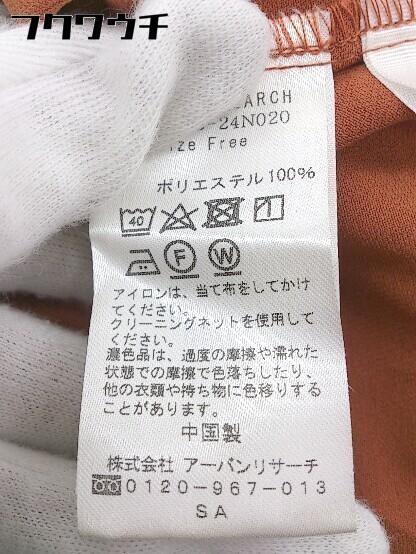 フクワウチ
ARCH
-24N020
ize Free
ポリエステル100%
40
F W
アイロンは、当て布をしてかけ
てください。
クリーニングネットを使用して
ください。
濃色品は、過度の摩擦や濡れた
状態での摩擦で色落ちしたり、
他の衣類や持ち物に色移りする
ことがあります。
中国製
株式会社 アーバンリサーチ
0120-967-013
SA